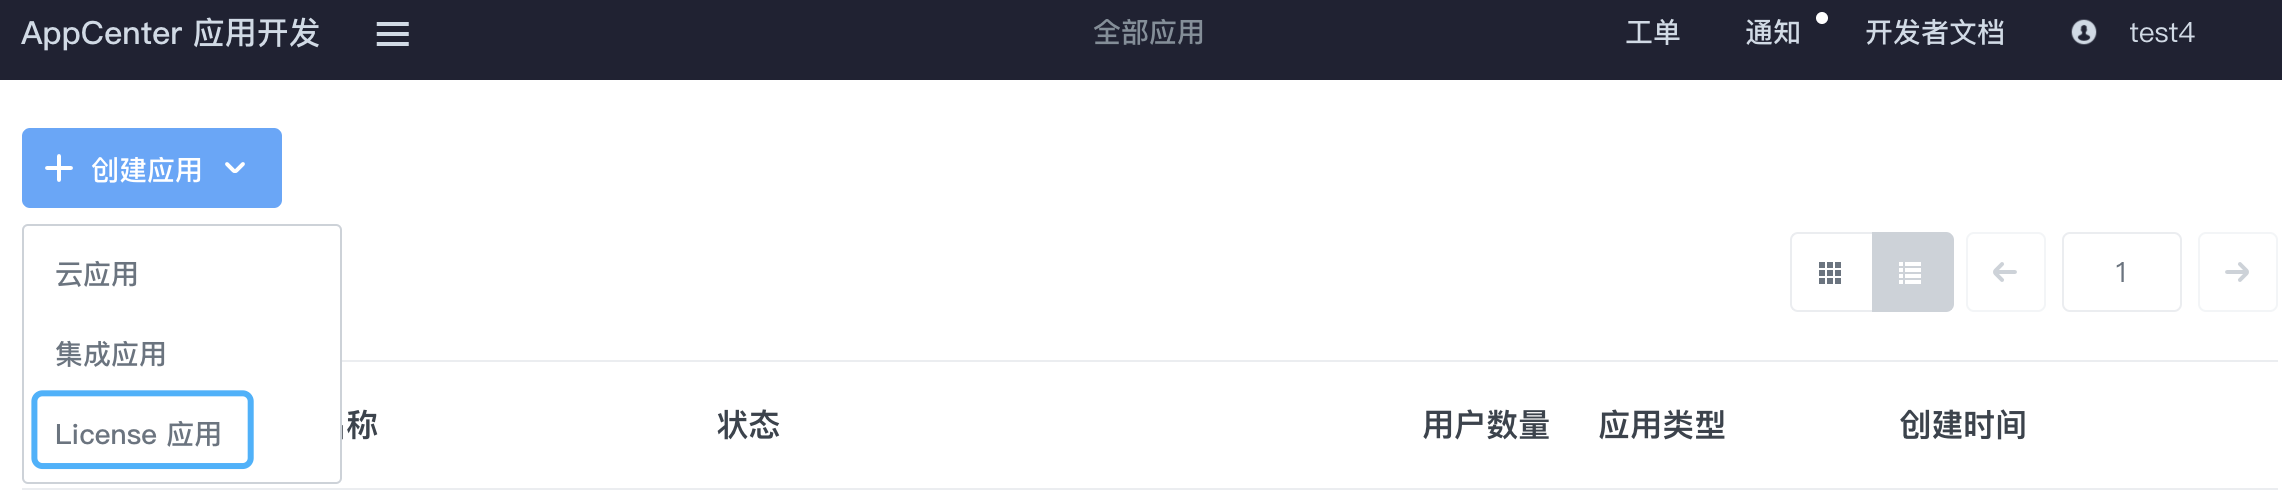 AppCenter 应用开发
全部应用
工单
通知
开发者文档
test4
创建应用
云应用
集成应用
License 应用
1
称
状态
用户数量
应用类型
创建时间